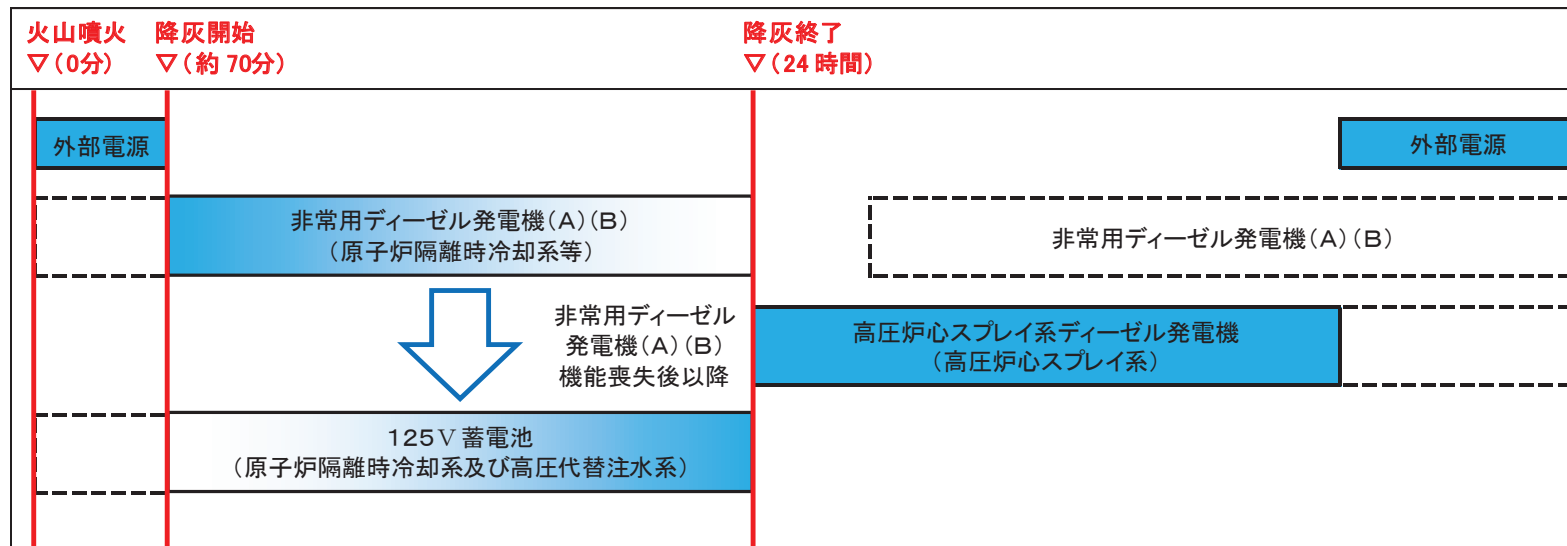 火山噴火
▽(0分)
降灰開始
▽(約70分)
降灰終了
▽(24時間)
外部電源
外部電源
非常用ディーゼル発電機(A)(B)
(原子炉隔離時冷却系等)
非常用ディーゼル発電機(A)(B)
非常用ディーゼル
発電機(A)(B)
機能喪失後以降
高圧炉心スプレイ系ディーゼル発電機
(高圧炉心スプレイ系)
125V蓄電池
(原子炉隔離時冷却系及び高圧代替注水系)